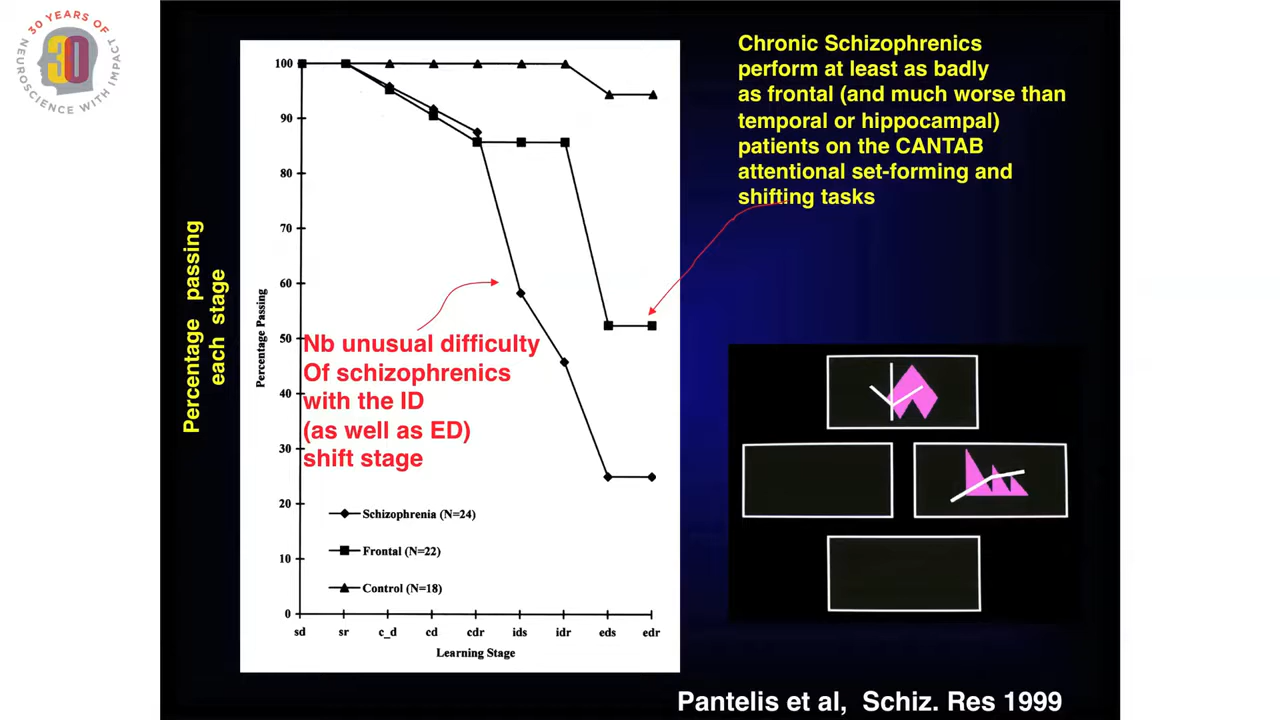 30 YEARS OF
NEUROSCIENCE WITH IMPACT
30
Chronic Schizophrenics
perform at least as badly
as frontal (and much worse than
temporal or hippocampal)
patients on the CANTAB
attentional set-forming and
shifting tasks
Percentage passing
each stage
Percentage Passing
100
90
80
70
60
50
40
30
20
10
0
Nb unusual difficulty
Of schizophrenics
with the ID
(as well as ED)
shift stage
Schizophrenia (N=24)
Frontal (N=22)
Control (N=18)
sd sr c_d cd cdr ids idr eds edr
Learning Stage
Pantelis et al, Schiz. Res 1999